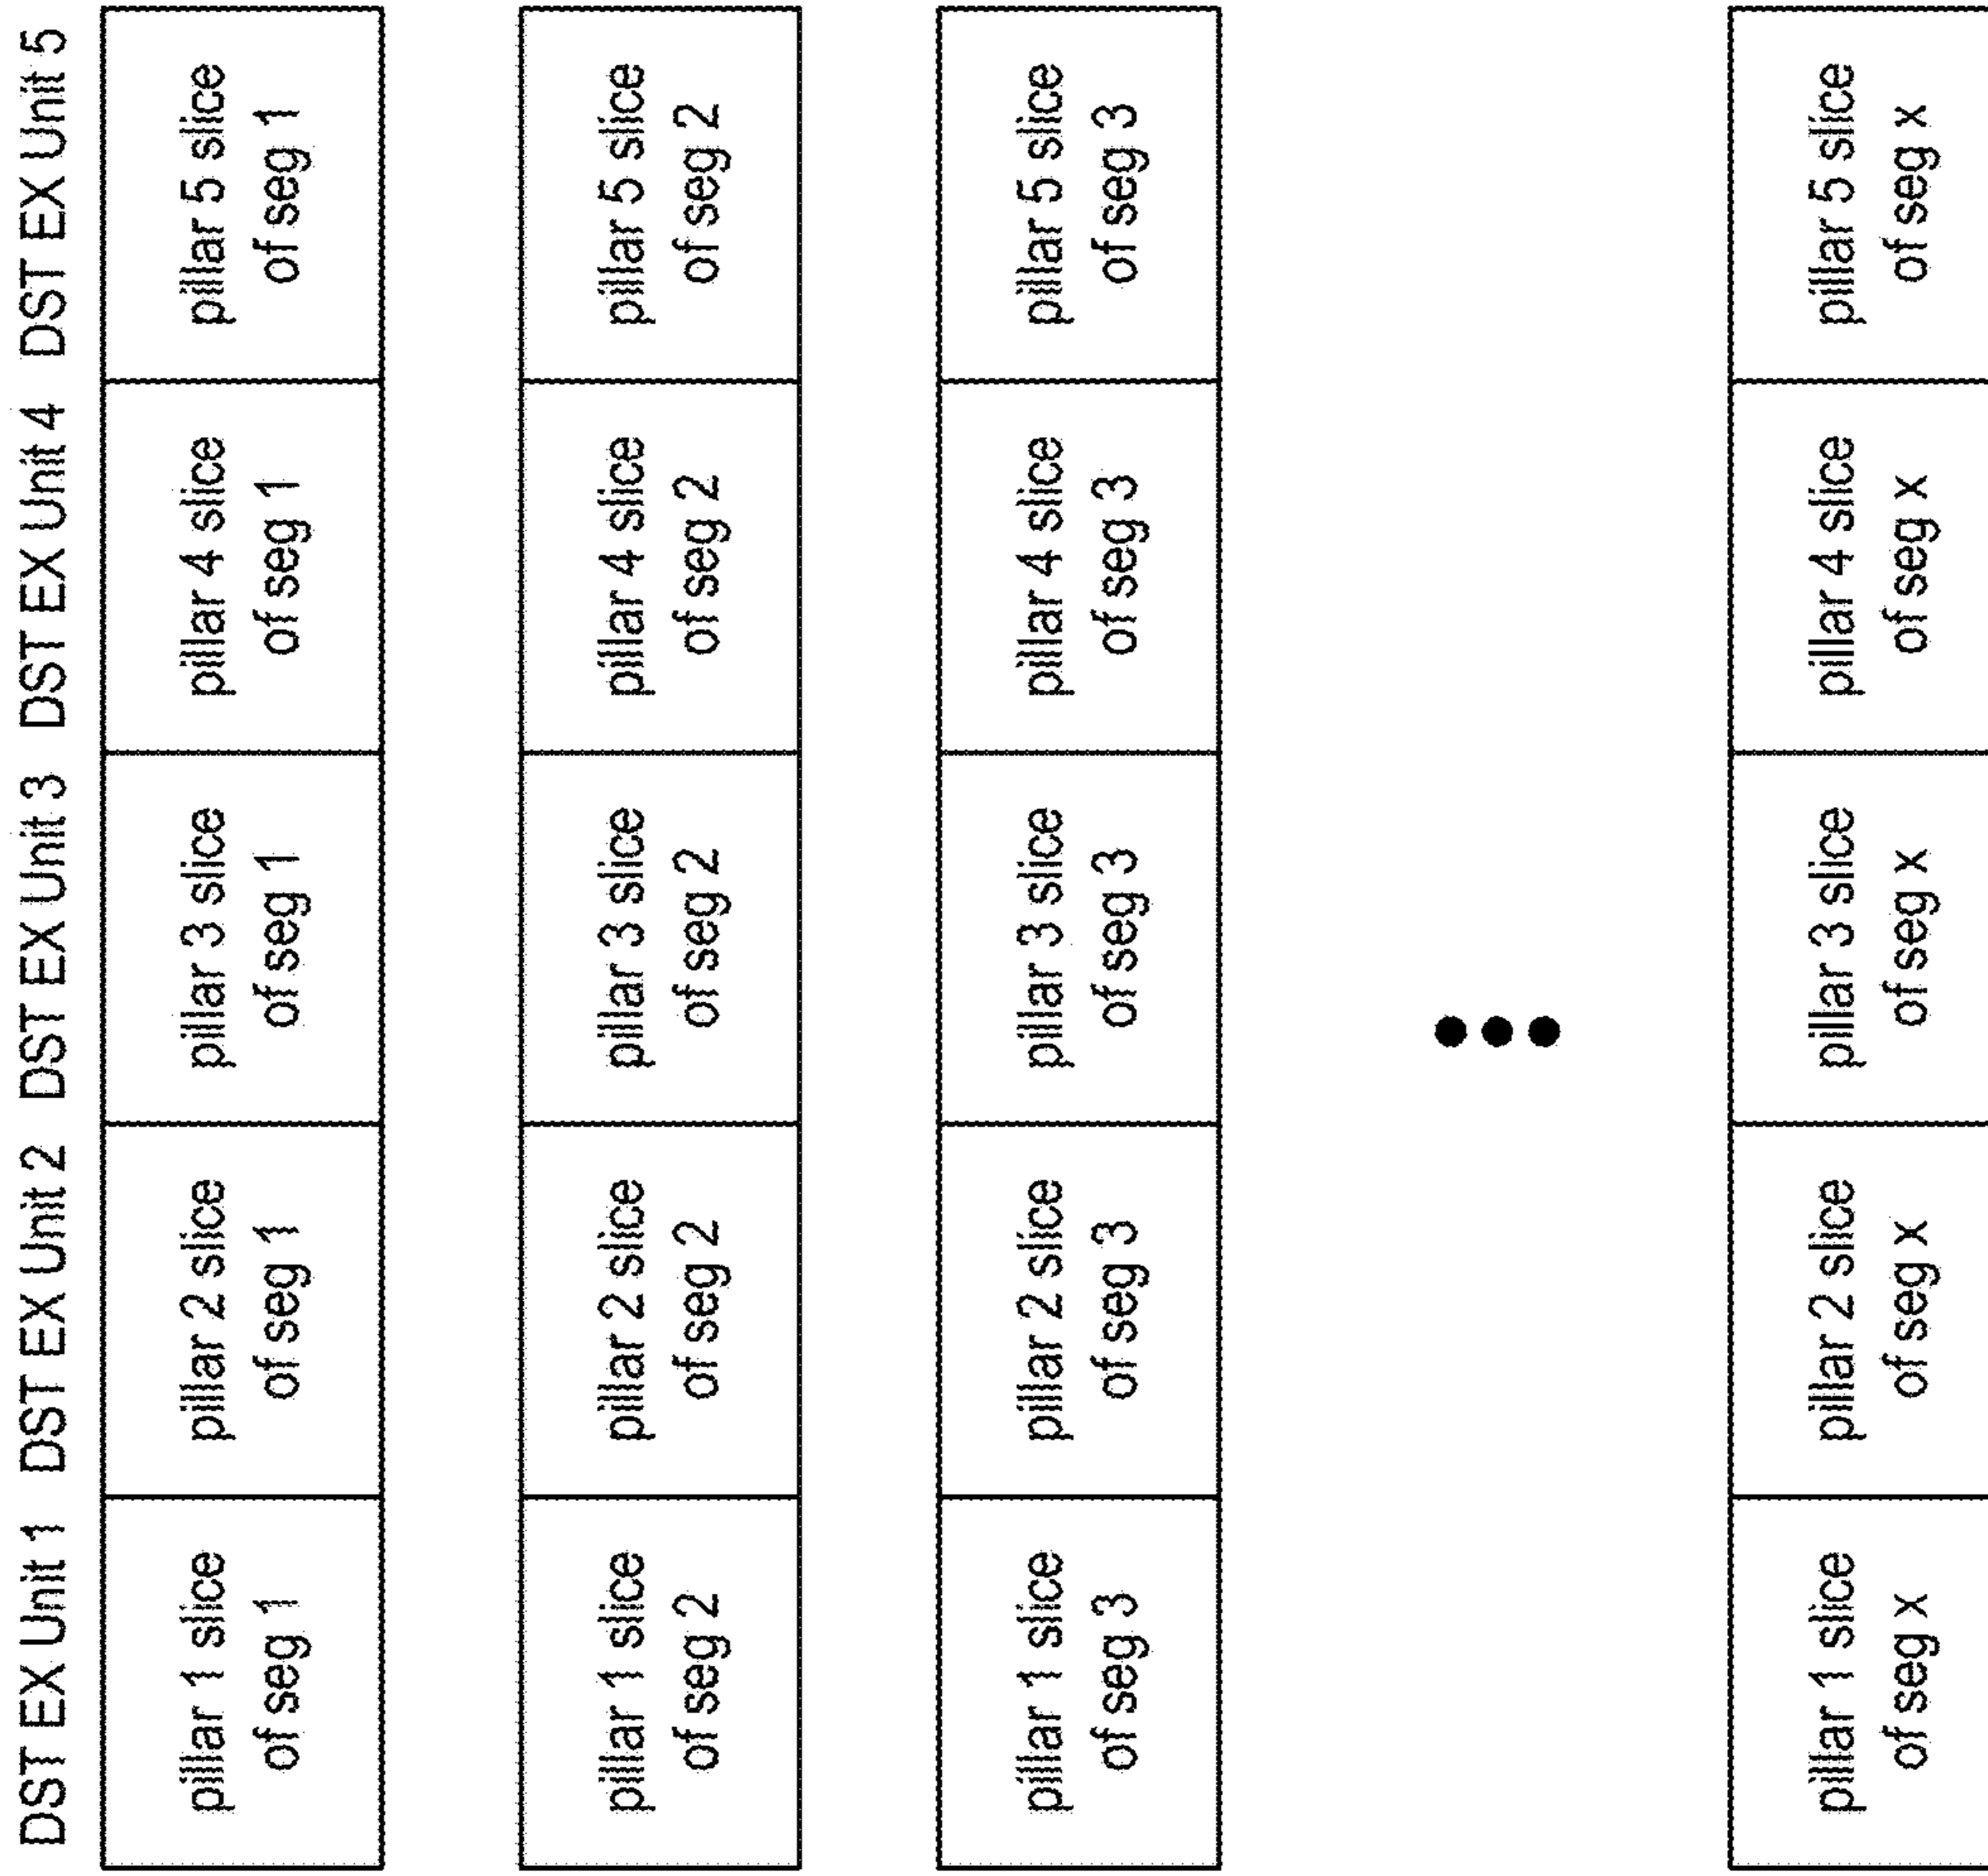 DST EX Unit 1 DST EX Unit 2 DST EX Unit 3 DST EX Unit 4 DST EX Unit 5
pillar 1 slice
of seg 1
pillar 2 slice
of seg 1
pillar 3 slice
of seg 1
pillar 4 slice
of seg 1
pillar 5 slice
of seg 1
pillar 1 slice
of seg 2
pillar 2 slice
of seg 2
pillar 3 slice
of seg 2
pillar 4 slice
of seg 2
pillar 5 slice
of seg 2
pillar 1 slice
of seg 3
pillar 2 slice
of seg 3
pillar 3 slice
of seg 3
pillar 4 slice
of seg 3
pillar 5 slice
of seg 3
pillar 1 slice
of seg x
pillar 2 slice
of seg x
pillar 3 slice
of seg x
pillar 4 slice
of seg x
pillar 5 slice
of seg x